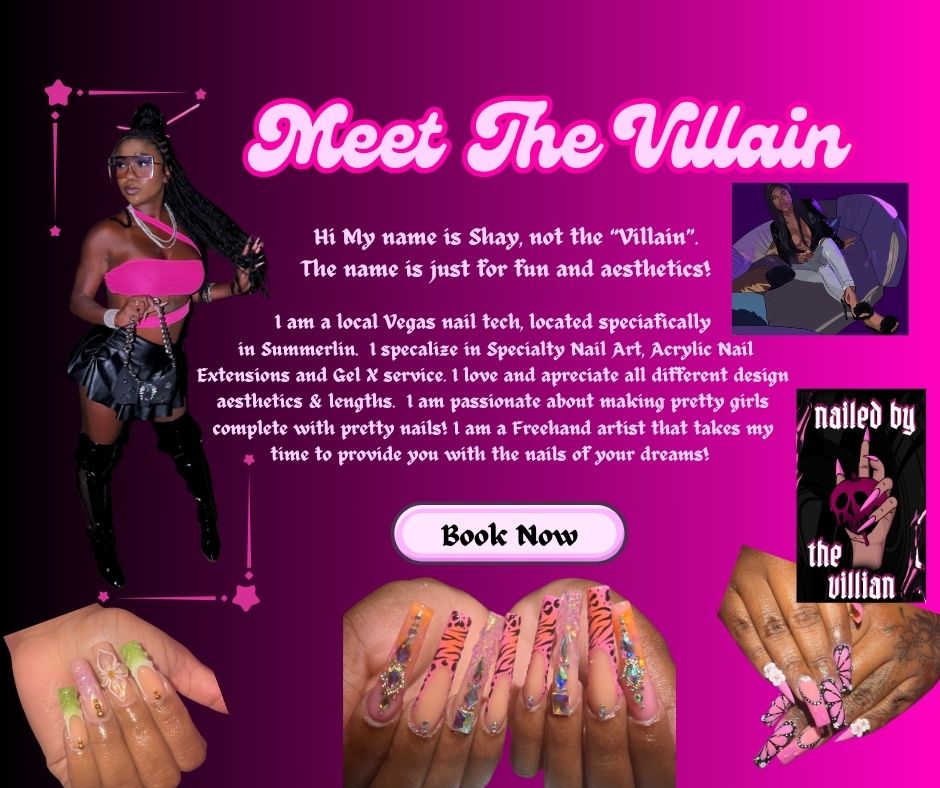 Meet The Villain
Hi My name is Shay, not the "Villain".
The name is just for fun and aesthetics!
I am a local Vegas nail tech, located speciafically
in Summerlin. I specalize in Specialty Nail Art, Acrylic Nail
Extensions and Gel X service. I love and apreciate all different design
aesthetics & lengths. I am passionate about making pretty girls
complete with pretty nails! I am a Freehand artist that takes my
time to provide you with the nails of your dreams!
nailed by
the
villian
Book Now